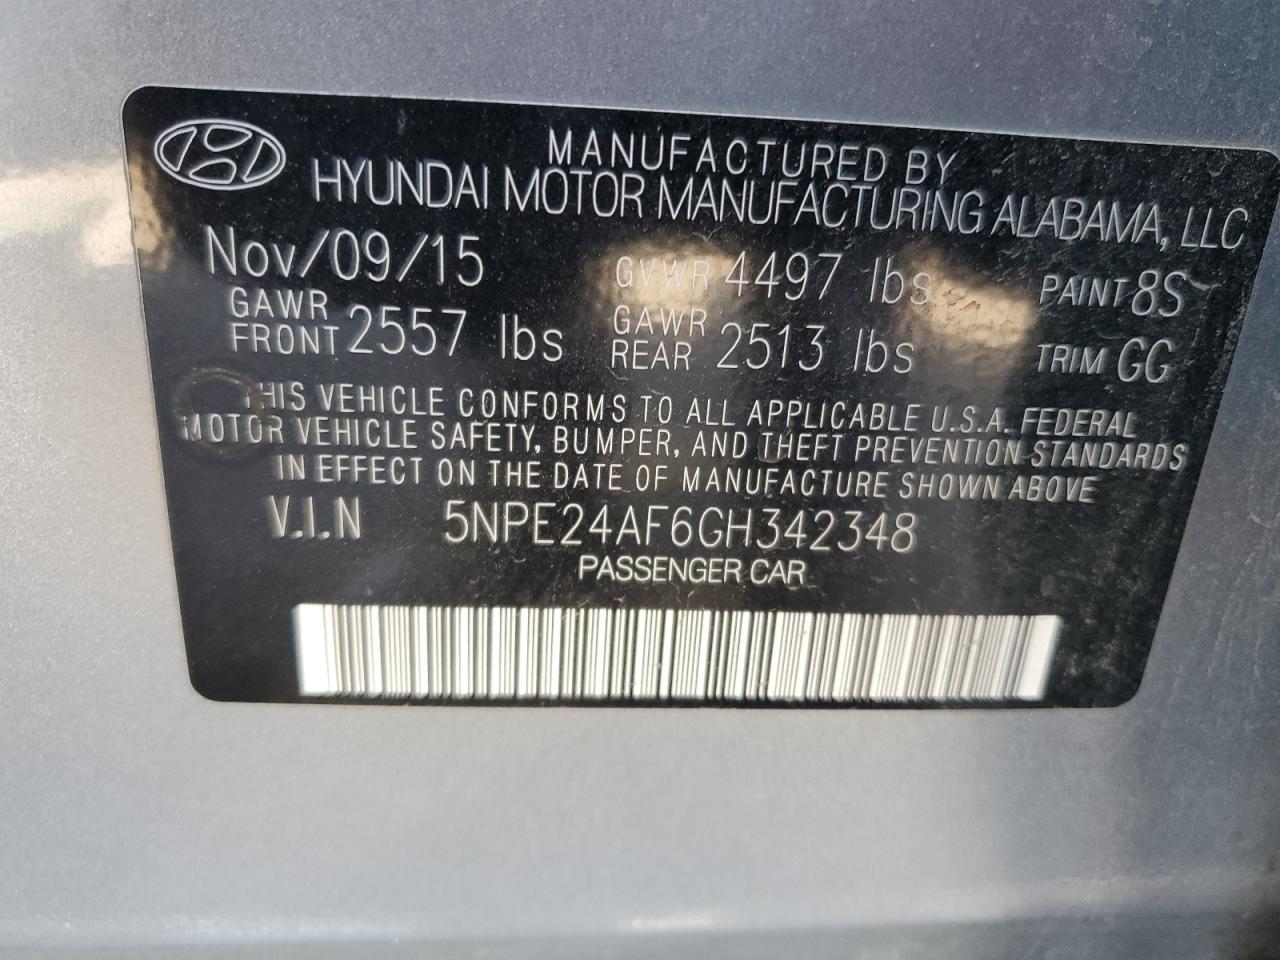 MANUFACTURED BY
HYUNDAI MOTOR MANUFACTURING ALABAMA, LLC
Nov/09/15 GVWR 4497 lbs PAINT 8S
GAWR FRONT 2557 lbs GAWR REAR 2513 lbs TRIM GG
THIS VEHICLE CONFORMS TO ALL APPLICABLE U.S.A. FEDERAL
MOTOR VEHICLE SAFETY, BUMPER, AND THEFT PREVENTION STANDARDS
IN EFFECT ON THE DATE OF MANUFACTURE SHOWN ABOVE
V.I.N 5NPE24AF6GH342348
PASSENGER CAR